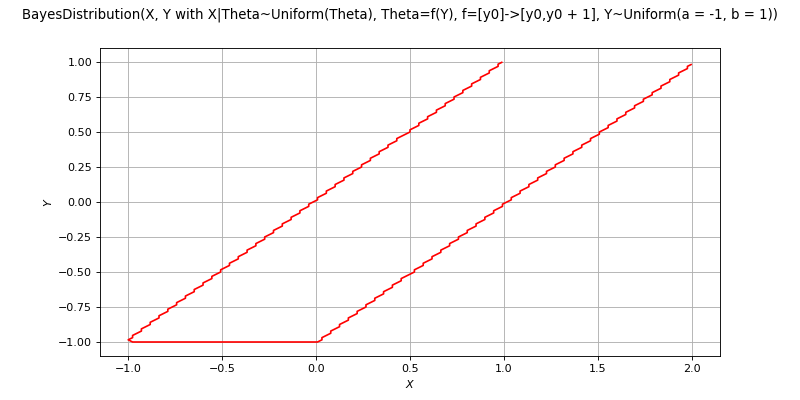 BayesDistribution(X, Y with X|Theta~Uniform(Theta), Theta=f(Y), f=[y0]->[y0,y0 + 1], Y~Uniform(a = -1, b = 1))
1.00
0.75
0.50
0.25
0.00
−0.25
−0.50
−0.75
−1.00
Y
−1.0 −0.5 0.0 0.5 1.0 1.5 2.0
X